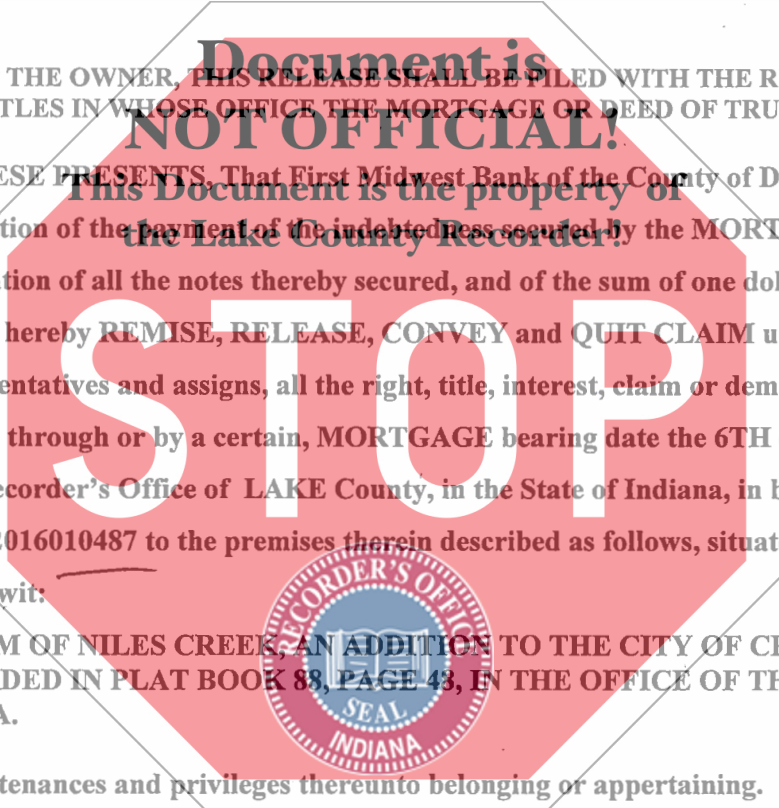 Document is
THE OWNER, THIS RELEASE SHALL BE FILED WITH THE R
TLES IN WHOSE OFFICE THE MORTGAGE OR DEED OF TRU
NOT OFFICIAL!
ESE PRESENTS, That First Midwest Bank of the County of D
This Document is the property of
tion of the payment of the indebtedness secured by the MORT
the Lake County Recorder!
tion of all the notes thereby secured, and of the sum of one dol
hereby REMISE, RELEASE, CONVEY and QUIT CLAIM u
STOP
entatives and assigns, all the right, title, interest, claim or dem
through or by a certain, MORTGAGE bearing date the 6TH
ecorder's Office of LAKE County, in the State of Indiana, in b
2016010487 to the premises therein described as follows, situat
wit:
RECORDER'S OFFICE
M OF NILES CREEK, AN ADDITION TO THE CITY OF
DED IN PLAT BOOK 88, PAGE 43, IN THE OFFICE OF TH
A.
SEAL
INDIANA
tenances and privileges thereunto belonging or appertaining.